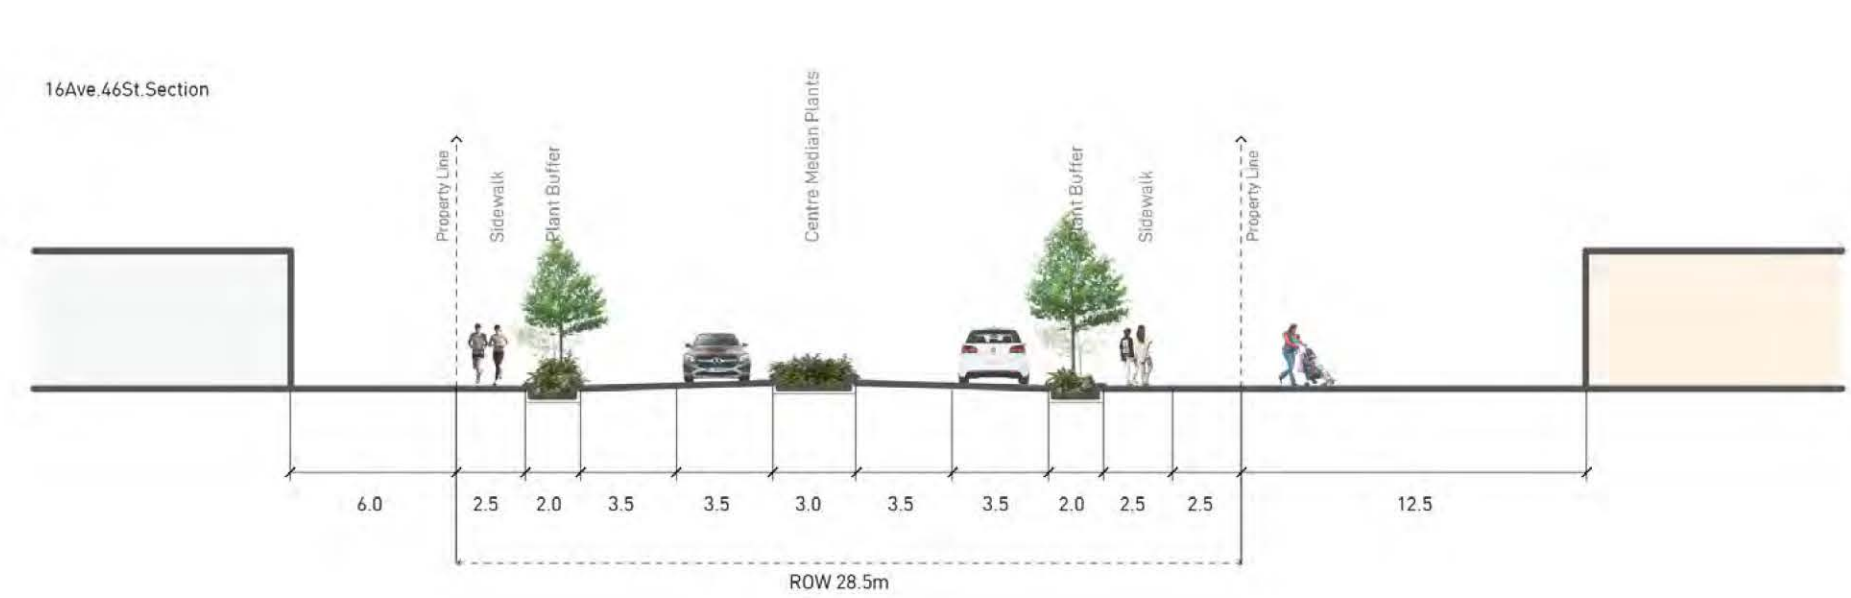 16Ave.46St.Section
Property Line
Sidewalk
Plant Buffer
Centre Median Plants
Plant Buffer
Sidewalk
Property Line
6.0 2.5 2.0 3.5 3.5 3.0 3.5 3.5 2.0 2.5 2.5 12.5
ROW 28.5m